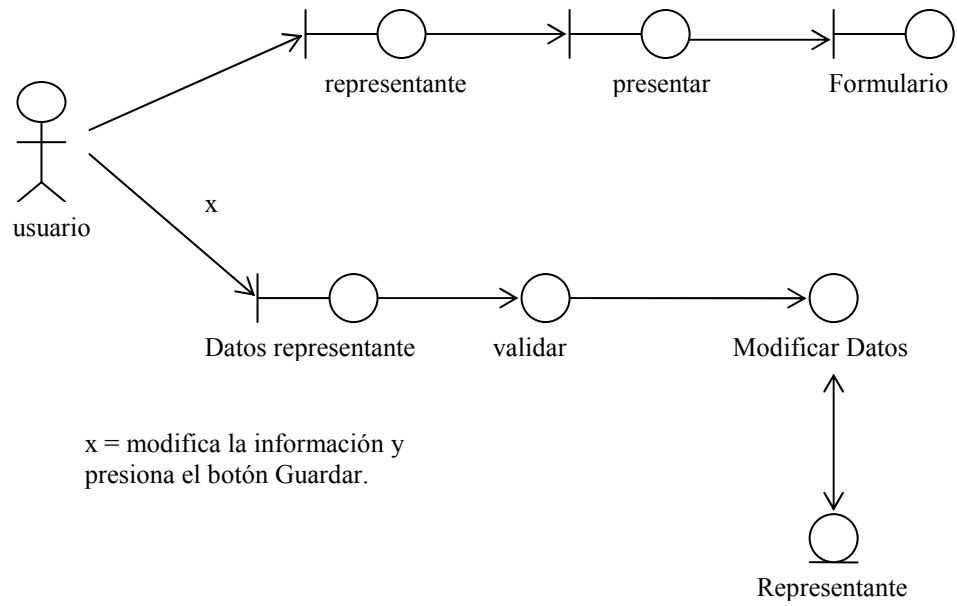 representante
presentar
Formulario
usuario
x
Datos representante
validar
Modificar Datos
x = modifica la información y
presiona el botón Guardar.
Representante